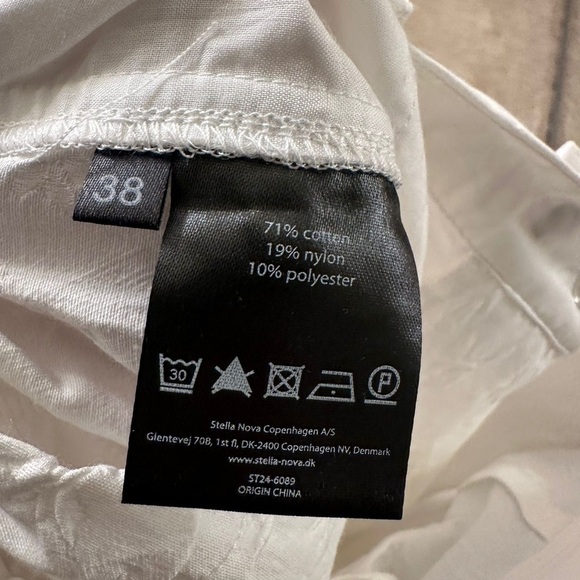 38
71% cotton
19% nylon
10% polyester
30
P
Stella Nova Copenhagen A/S
Glentevej 70B, 1st fl, DK-2400 Copenhagen NV, Denmark
www.stella-nova.dk
ST24-6089
ORIGIN CHINA